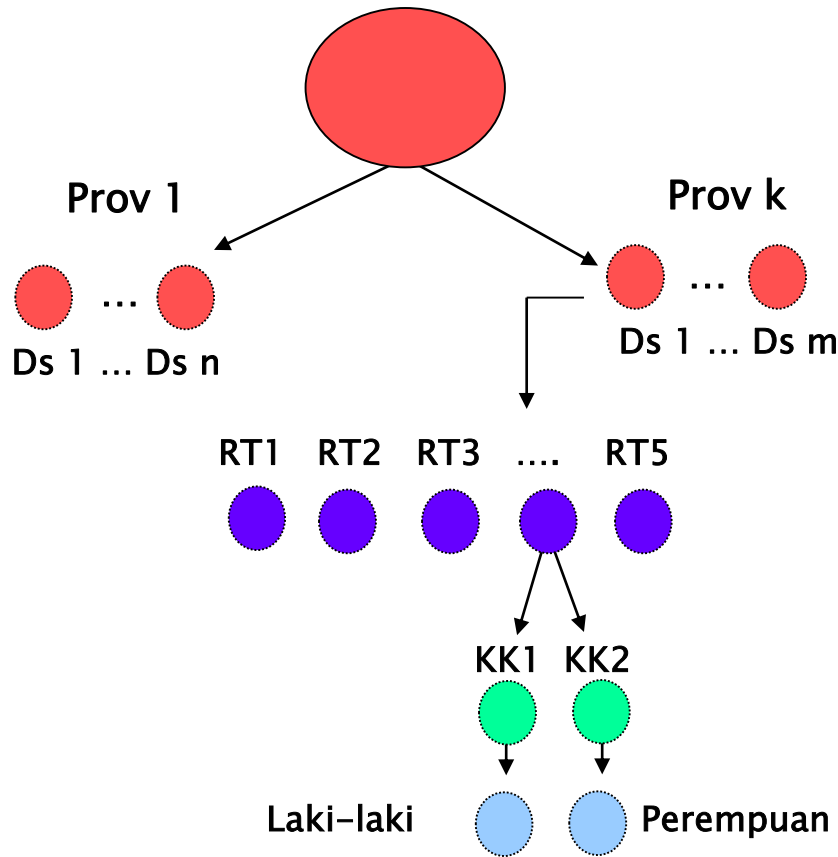 Prov 1
Prov k
... ...
Ds 1 ... Ds n
Ds 1 ... Ds m
RT1 RT2 RT3 .... RT5
KK1 KK2
Laki-laki Perempuan